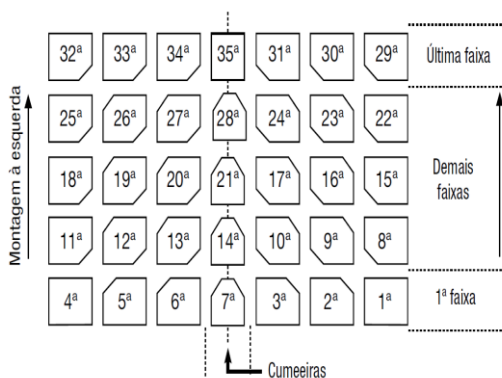 32ª 33ª 34ª 35ª 31ª 30ª 29ª Última faixa
25ª 26ª 27ª 28ª 24ª 23ª 22ª
18ª 19ª 20ª 21ª 17ª 16ª 15ª
Demais
faixas
11ª 12ª 13ª 14ª 10ª 9ª 8ª
4ª 5ª 6ª 7ª 3ª 2ª 1ª 1ª faixa
Montagem à esquerda
Cumeeiras